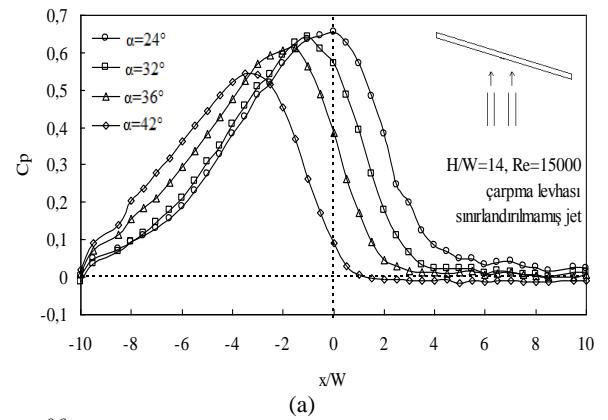 0,7
0,6
0,5
0,4
0,3
0,2
0,1
0
-0,1
Cp
α=24°
α=32°
α=36°
α=42°
H/W=14, Re=15000
çarpma levhası
sınırlandırılmamış jet
-10 -8 -6 -4 -2 0 2 4 6 8 10
x/W
(a)